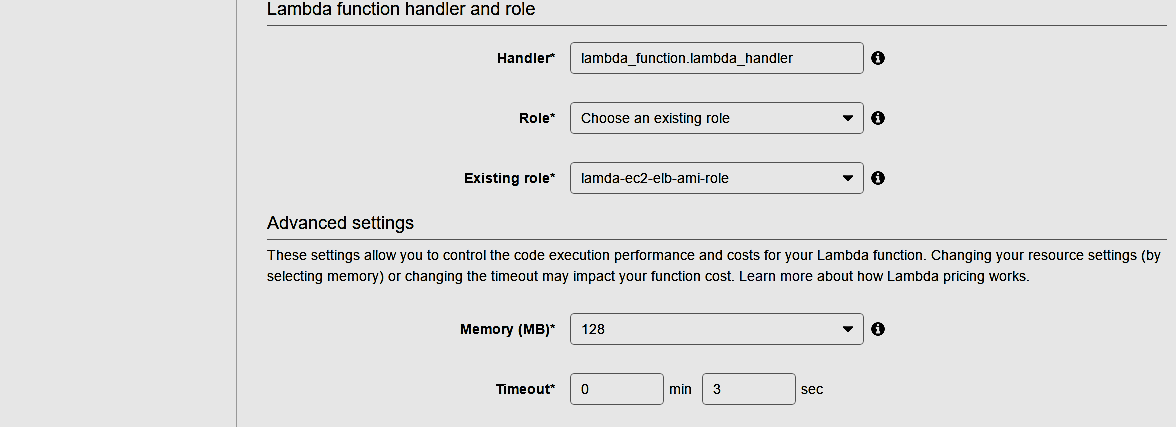 Lambda function handler and role
Handler* lambda_function.lambda_handler
Role* Choose an existing role
Existing role* lamda-ec2-elb-ami-role
Advanced settings
These settings allow you to control the code execution performance and costs for your Lambda function. Changing your resource settings (by
selecting memory) or changing the timeout may impact your function cost. Learn more about how Lambda pricing works.
Memory (MB)* 128
Timeout* 0 min 3 sec